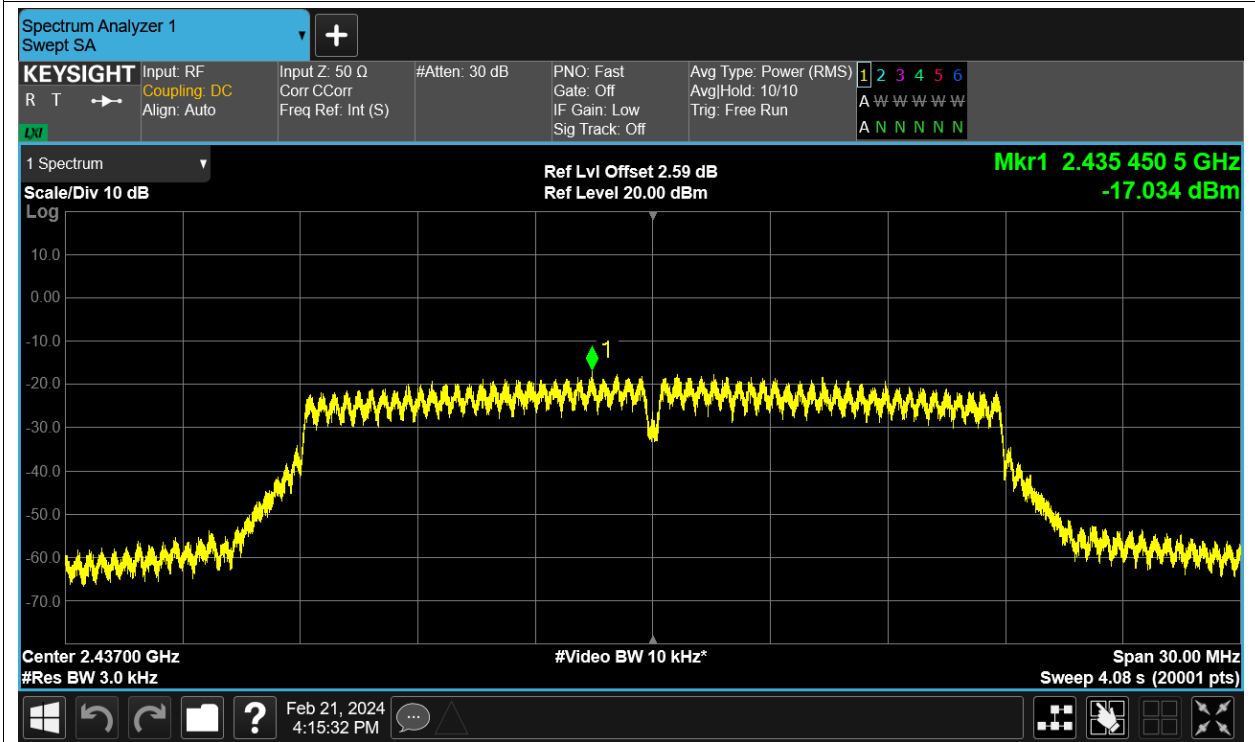 Spectrum Analyzer 1
Swept SA
KEYSIGHT
R T
LXI
Input: RF
Coupling: DC
Align: Auto
Input Z: 50 Ω
Corr CCorr
Freq Ref: Int (S)
#Atten: 30 dB
PNO: Fast
Gate: Off
IF Gain: Low
Sig Track: Off
Avg Type: Power (RMS)
Avg|Hold: 10/10
Trig: Free Run
1 2 3 4 5 6
A W W W W W
A N N N N N
1 Spectrum
Scale/Div 10 dB
Ref Lvl Offset 2.59 dB
Ref Level 20.00 dBm
Mkr1 2.435 450 5 GHz
-17.034 dBm
Log
10.0
0.00
-10.0
-20.0
-30.0
-40.0
-50.0
-60.0
-70.0
1
Center 2.43700 GHz
#Res BW 3.0 kHz
#Video BW 10 kHz*
Span 30.00 MHz
Sweep 4.08 s (20001 pts)
?
Feb 21, 2024
4:15:32 PM